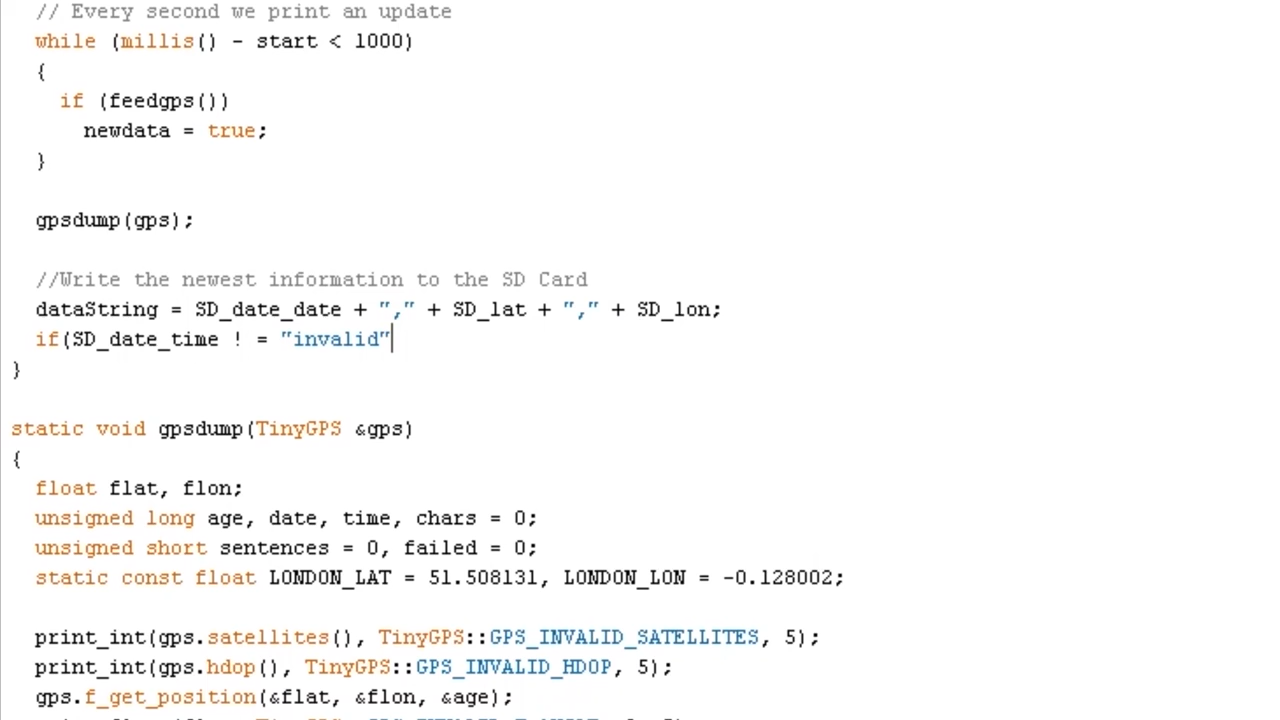 // Every second we print an update
while (millis() - start < 1000)
{
if (feedgps())
newdata = true;
}
gpsdump(gps);
//Write the newest information to the SD Card
dataString = SD_date_date + "," + SD_lat + "," + SD_lon;
if(SD_date_time ! = "invalid"
}
static void gpsdump(TinyGPS &gps)
{
float flat, flon;
unsigned long age, date, time, chars = 0;
unsigned short sentences = 0, failed = 0;
static const float LONDON_LAT = 51.508131, LONDON_LON = -0.128002;
print_int(gps.satellites(), TinyGPS::GPS_INVALID_SATELLITES, 5);
print_int(gps.hdop(), TinyGPS::GPS_INVALID_HDOP, 5);
gps.f_get_position(&flat, &flon, &age);